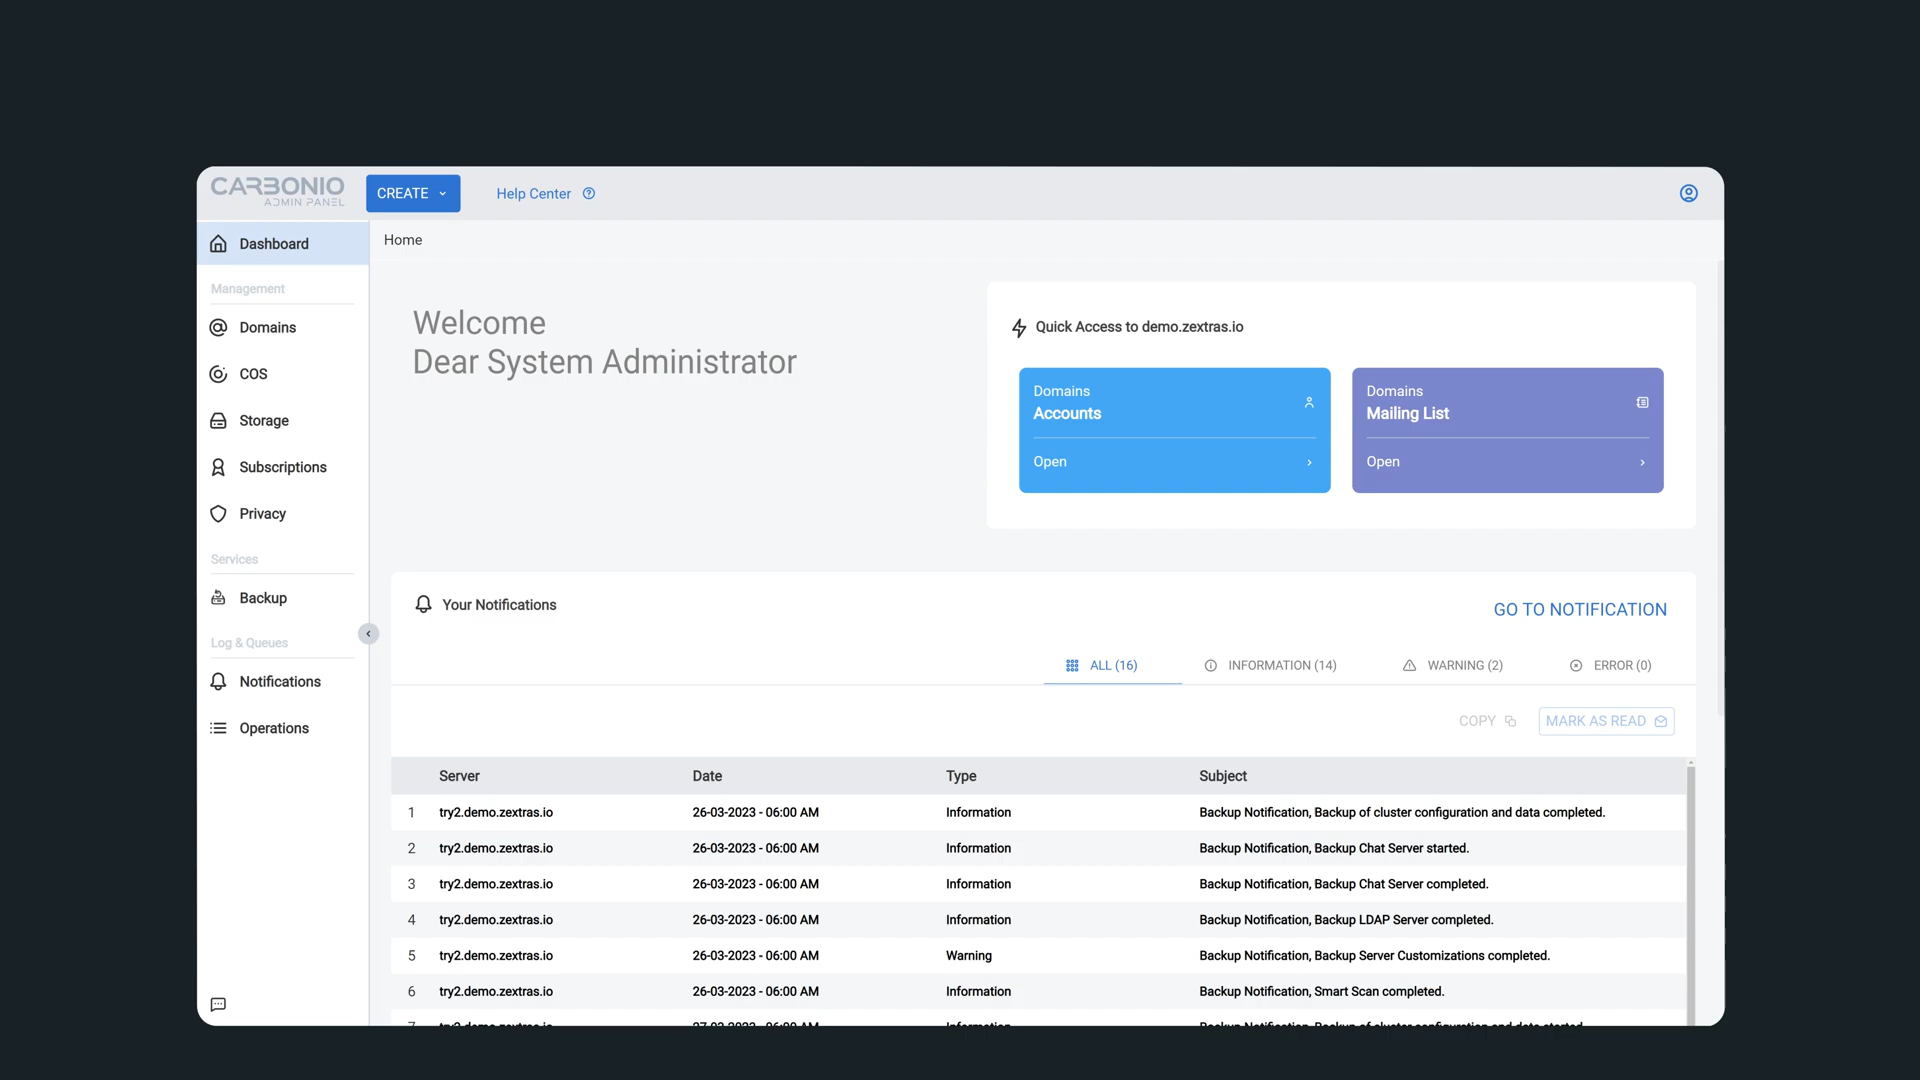 CARBONIO
ADMIN PANEL
CREATE
Help Center
Dashboard
Management
Domains
COS
Storage
Subscriptions
Privacy
Services
Backup
Log & Queues
Notifications
Operations
Home
Welcome
Dear System Administrator
Quick Access to demo.zextras.io
Domains
Accounts
Open
Domains
Mailing List
Open
Your Notifications
GO TO NOTIFICATION
ALL (16) INFORMATION (14) WARNING (2) ERROR (0)
COPY MARK AS READ
Server Date Type Subject
1 try2.demo.zextras.io 26-03-2023 - 06:00 AM Information Backup Notification, Backup of cluster configuration and data completed.
2 try2.demo.zextras.io 26-03-2023 - 06:00 AM Information Backup Notification, Backup Chat Server started.
3 try2.demo.zextras.io 26-03-2023 - 06:00 AM Information Backup Notification, Backup Chat Server completed.
4 try2.demo.zextras.io 26-03-2023 - 06:00 AM Information Backup Notification, Backup LDAP Server completed.
5 try2.demo.zextras.io 26-03-2023 - 06:00 AM Warning Backup Notification, Backup Server Customizations completed.
6 try2.demo.zextras.io 26-03-2023 - 06:00 AM Information Backup Notification, Smart Scan completed.
7 try2.demo.zextras.io 27-03-2023 - 06:00 AM Information Backup Notification, Backup of cluster configuration and data started.